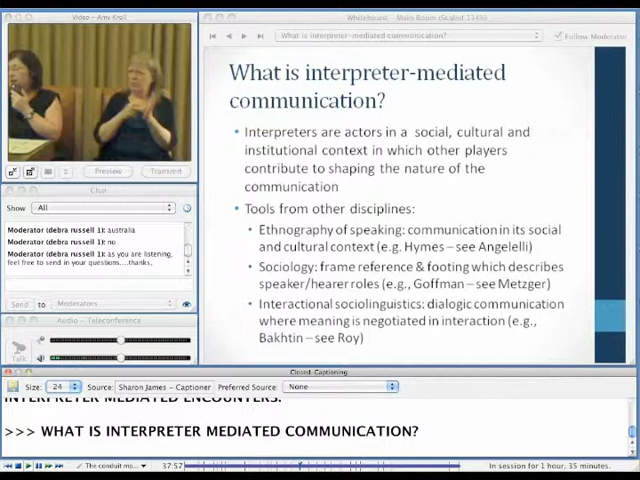 Video – Amy Kroll
Whiteboard – Main Room (Scaled 134%)
What is interpreter-mediated communication?
Follow Moderator
What is interpreter-mediated
communication?
• Interpreters are actors in a social, cultural and
institutional context in which other players
contribute to shaping the nature of the
communication
• Tools from other disciplines:
• Ethnography of speaking: communication in its social
and cultural context (e.g. Hymes – see Angelelli)
• Sociology: frame reference & footing which describes
speaker/hearer roles (e.g., Goffman – see Metzger)
• Interactional sociolinguistics: dialogic communication
where meaning is negotiated in interaction (e.g.,
Bakhtin – see Roy)
Preview
Transmit
Chat
Show All
Moderator (debra russell 1): australia
Moderator (debra russell 1): no
Moderator (debra russell 1): as you are listening,
feel free to send in your questions....thanks,
Send to Moderators
Audio – Teleconference
Talk
Closed-Captioning
Size: 24 Source: Sharon James – Captioner Preferred Source: None
INTERPRETER MEDIATED ENCOUNTERS.
>>> WHAT IS INTERPRETER MEDIATED COMMUNICATION?
The conduit mo...
37:57
In session for 1 hour, 35 minutes.